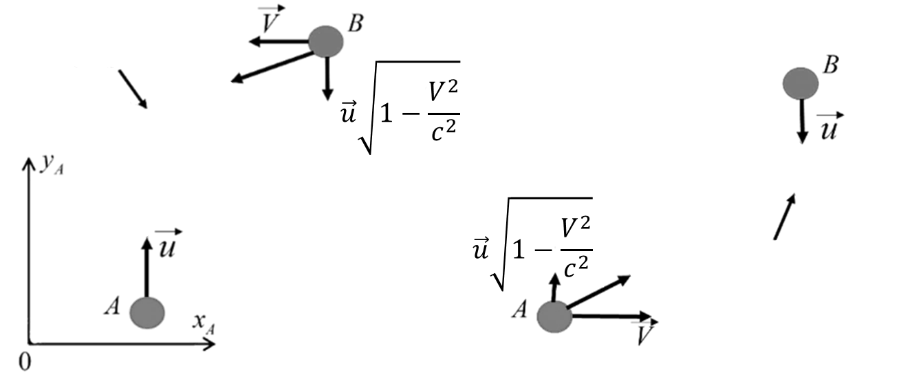 V⃗ B
u⃗ √(1 − V²/c²)
B
u⃗
y_A
u⃗
A
x_A
0
u⃗ √(1 − V²/c²)
A
V⃗